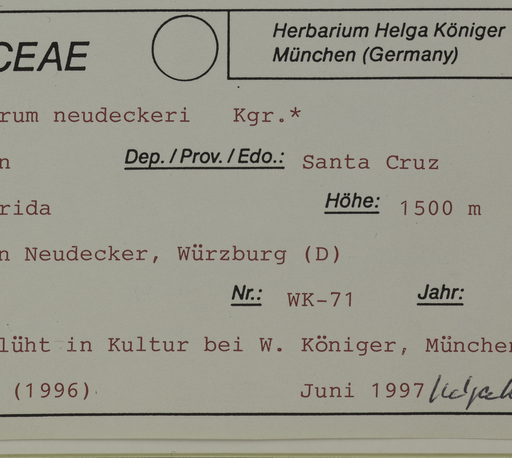 CEAE
Herbarium Helga Königer
München (Germany)
rum neudeckeri Kgr.*
n Dep./Prov./Edo.: Santa Cruz
rida Höhe: 1500 m
n Neudecker, Würzburg (D)
Nr.: WK-71 Jahr:
lüht in Kultur bei W. Königer, München
(1996) Juni 1997